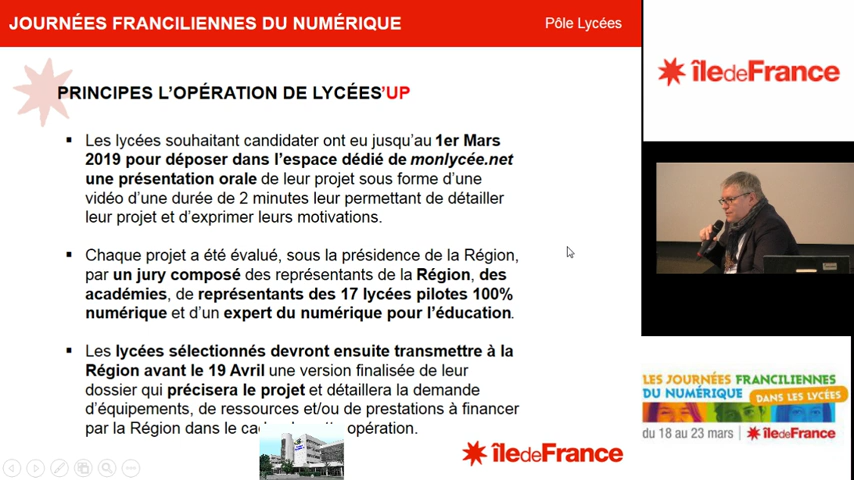 JOURNÉES FRANCILIENNES DU NUMÉRIQUE
Pôle Lycées
PRINCIPES L’OPÉRATION DE LYCÉES’UP
Les lycées souhaitant candidater ont eu jusqu’au 1er Mars
2019 pour déposer dans l’espace dédié de monlycée.net
une présentation orale de leur projet sous forme d’une
vidéo d’une durée de 2 minutes leur permettant de détailler
leur projet et d’exprimer leurs motivations.
Chaque projet a été évalué, sous la présidence de la Région,
par un jury composé des représentants de la Région, des
académies, de représentants des 17 lycées pilotes 100%
numérique et d’un expert du numérique pour l’éducation.
Les lycées sélectionnés devront ensuite transmettre à la
Région avant le 19 Avril une version finalisée de leur
dossier qui précisera le projet et détaillera la demande
d’équipements, de ressources et/ou de prestations à financer
par la Région dans le opération.
îledeFrance
îledeFrance
LES JOURNÉES FRANCILIENNES
DU NUMÉRIQUE DANS LES LYCÉES
du 18 au 23 mars
îledeFrance